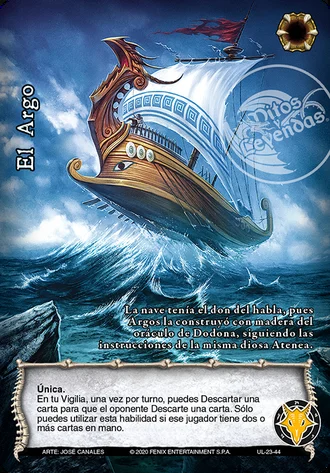 El Argo
Mitos y Leyendas
La nave tenía el don del habla, pues
Argos la construyó con madera del
oráculo de Dodona, siguiendo las
instrucciones de la misma diosa Atenea.
Única.
En tu Vigilia, una vez por turno, puedes Descartar una
carta para que el oponente Descarte una carta. Sólo
puedes utilizar esta habilidad si ese jugador tiene dos o
más cartas en mano.
ARTE: JOSÉ CANALES
© 2020 FENIX ENTERTAINMENT S.P.A.
UL-23-44